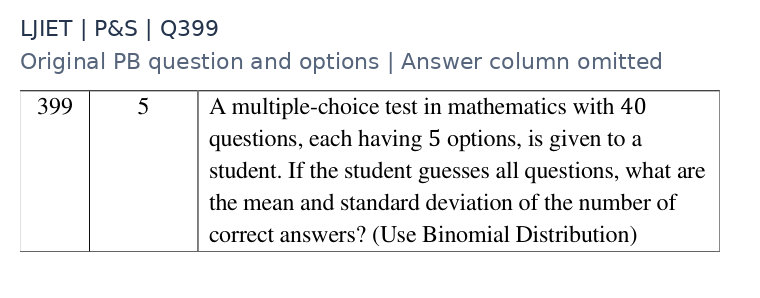 LJIET | P&S | Q399
Original PB question and options | Answer column omitted
399 5 A multiple-choice test in mathematics with 40
questions, each having 5 options, is given to a
student. If the student guesses all questions, what are
the mean and standard deviation of the number of
correct answers? (Use Binomial Distribution)